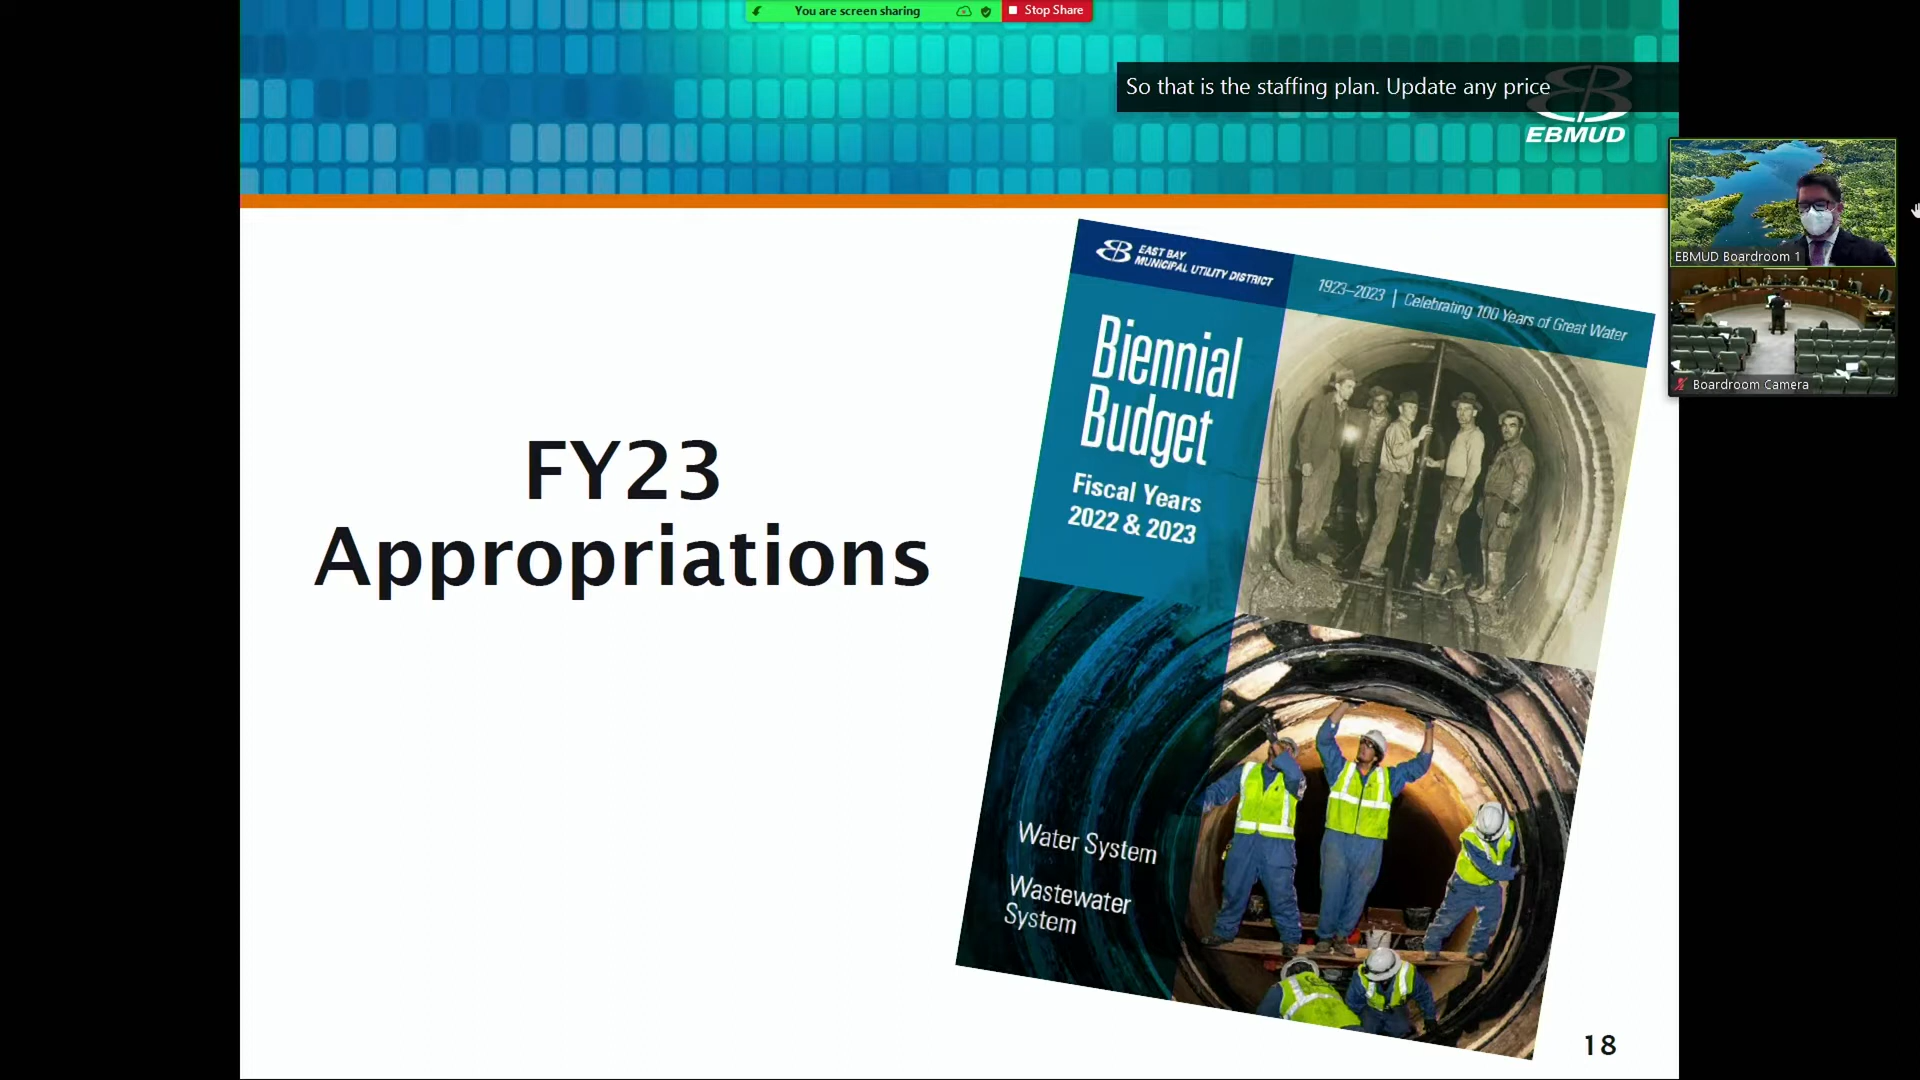 You are screen sharing
Stop Share
So that is the staffing plan. Update any price
EBMUD
EBMUD Boardroom 1
Boardroom Camera
FY23
Appropriations
EAST BAY
MUNICIPAL UTILITY DISTRICT
1923–2023 | Celebrating 100 Years of Great Water
Biennial
Budget
Fiscal Years
2022 & 2023
Water System
Wastewater
System
18